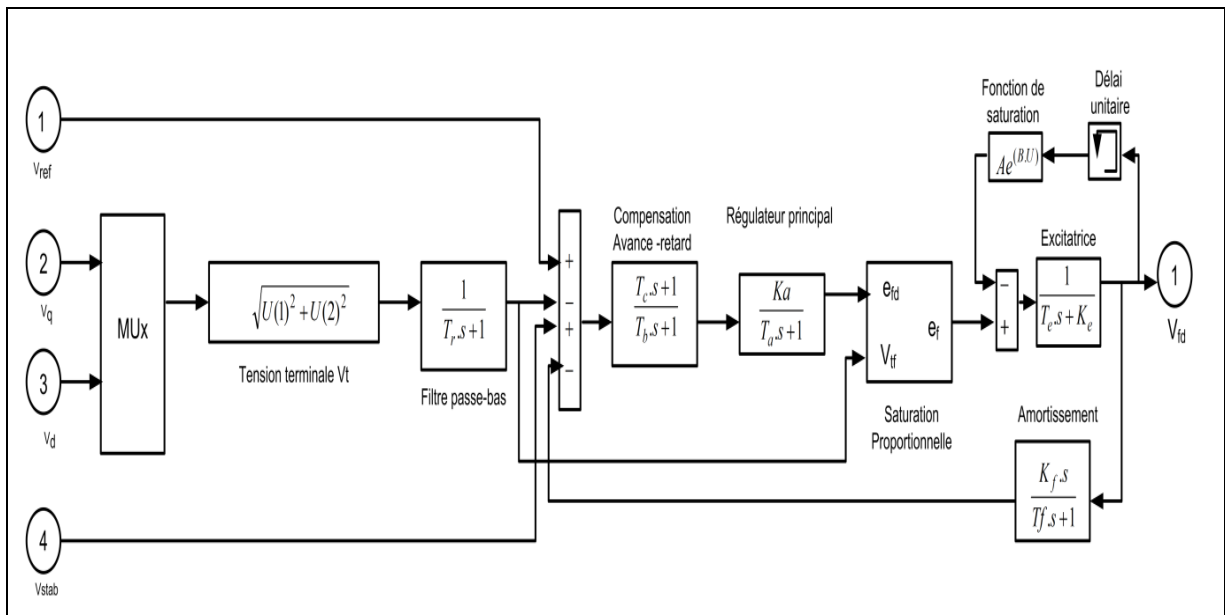 Fonction de
saturation
Délai
unitaire
1
Vref
Ae^(B.U)
2
Vq
MUx
√U(1)²+U(2)²
Tension terminale Vt
1
Tr.s+1
Filtre passe-bas
+
−
+
−
Compensation
Avance -retard
Tc.s+1
Tb.s+1
Régulateur principal
Ka
Ta.s+1
efd
ef
Vtf
Saturation
Proportionnelle
−
+
Excitatrice
1
Te.s+Ke
1
Vfd
3
Vd
Amortissement
Kf.s
Tf.s+1
4
Vstab